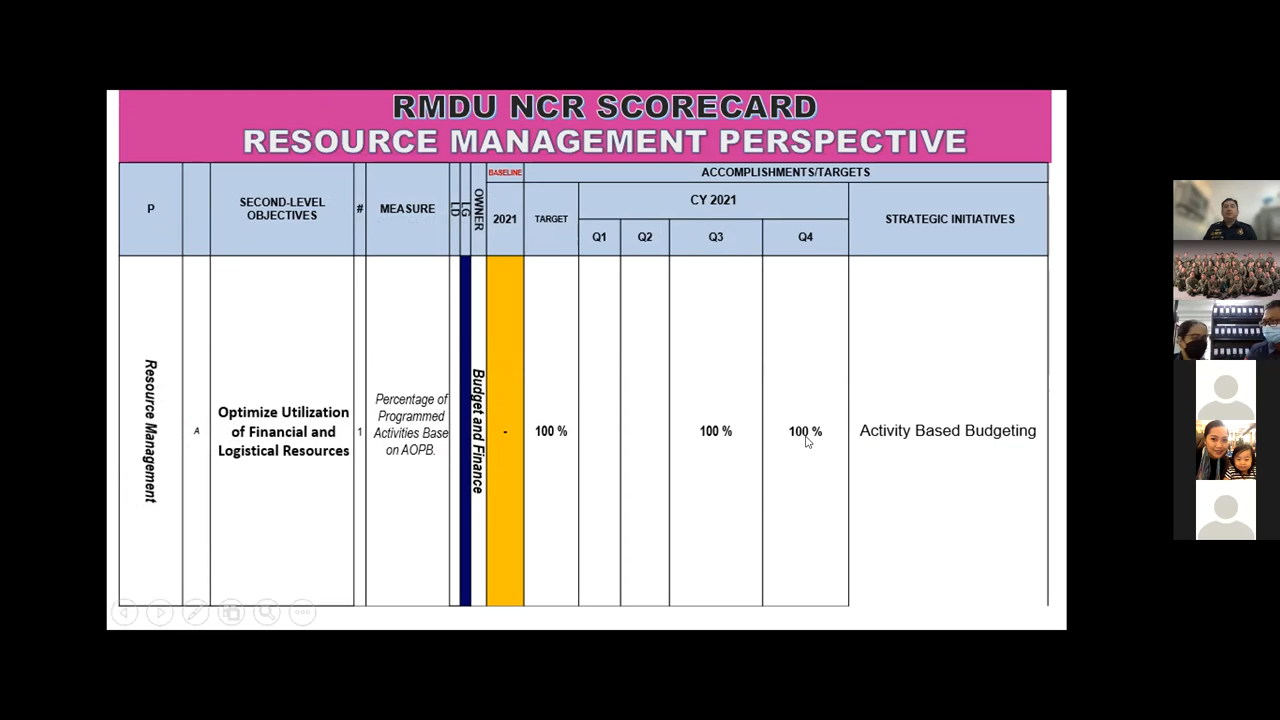 RMDU NCR SCORECARD
RESOURCE MANAGEMENT PERSPECTIVE
P
SECOND-LEVEL
OBJECTIVES
#
MEASURE
LD
LG
OWNER
BASELINE
2021
ACCOMPLISHMENTS/TARGETS
TARGET
CY 2021
Q1
Q2
Q3
Q4
STRATEGIC INITIATIVES
Resource Management
A
Optimize Utilization
of Financial and
Logistical Resources
1
Percentage of
Programmed
Activities Base
on AOPB.
Budget and Finance
-
100 %
100 %
100 %
Activity Based Budgeting